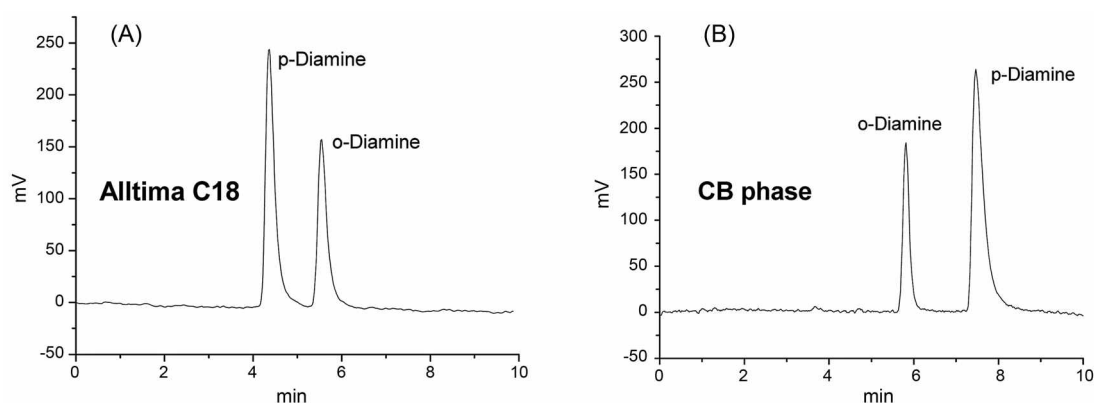 (A)
250
200
150
100
50
0
-50
mV
p-Diamine
o-Diamine
Alltima C18
0 2 4 6 8 10
min
(B)
300
250
200
150
100
50
0
-50
mV
p-Diamine
o-Diamine
CB phase
0 2 4 6 8 10
min